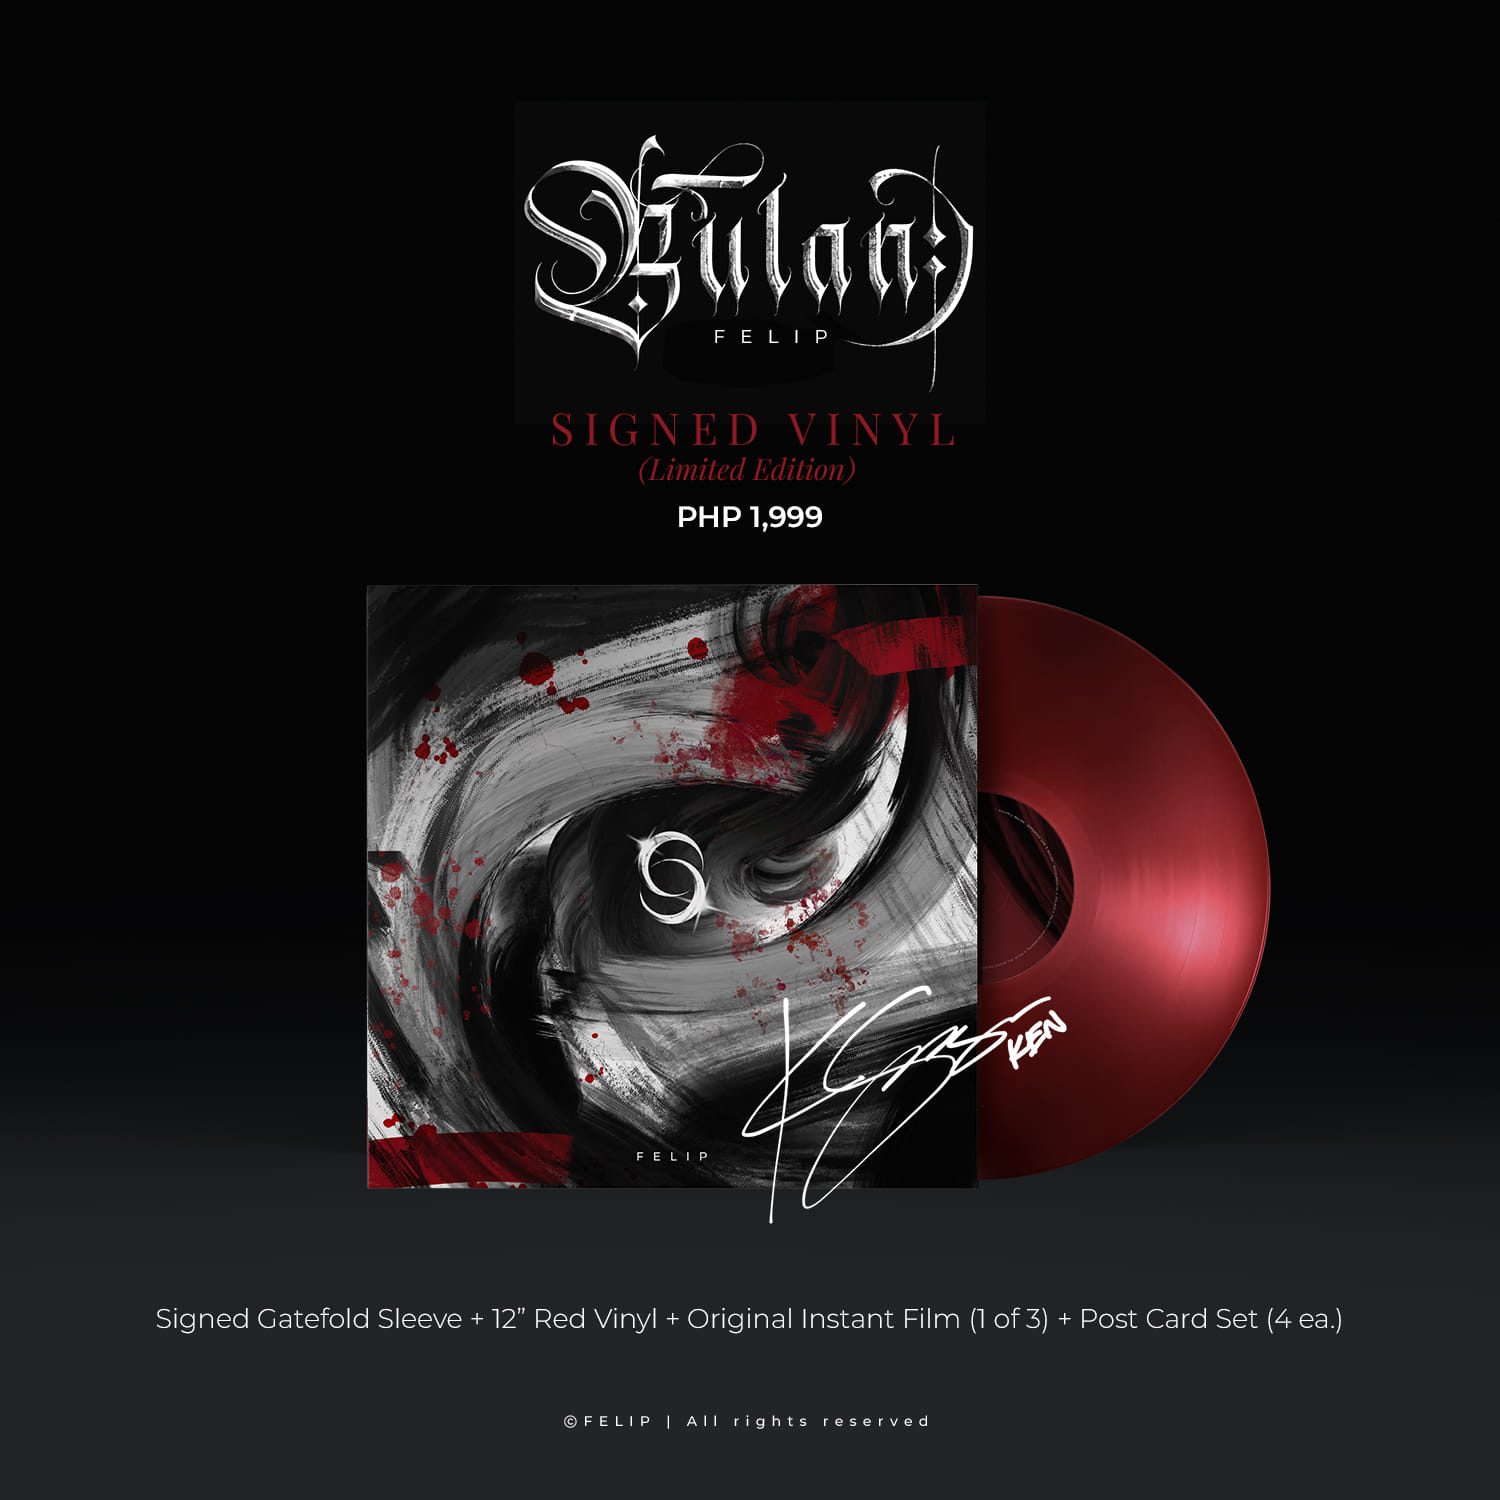 Bulan:
FELIP
SIGNED VINYL
(Limited Edition)
PHP 1,999
KEN
FELIP
Signed Gatefold Sleeve + 12” Red Vinyl + Original Instant Film (1 of 3) + Post Card Set (4 ea.)
©FELIP | All rights reserved